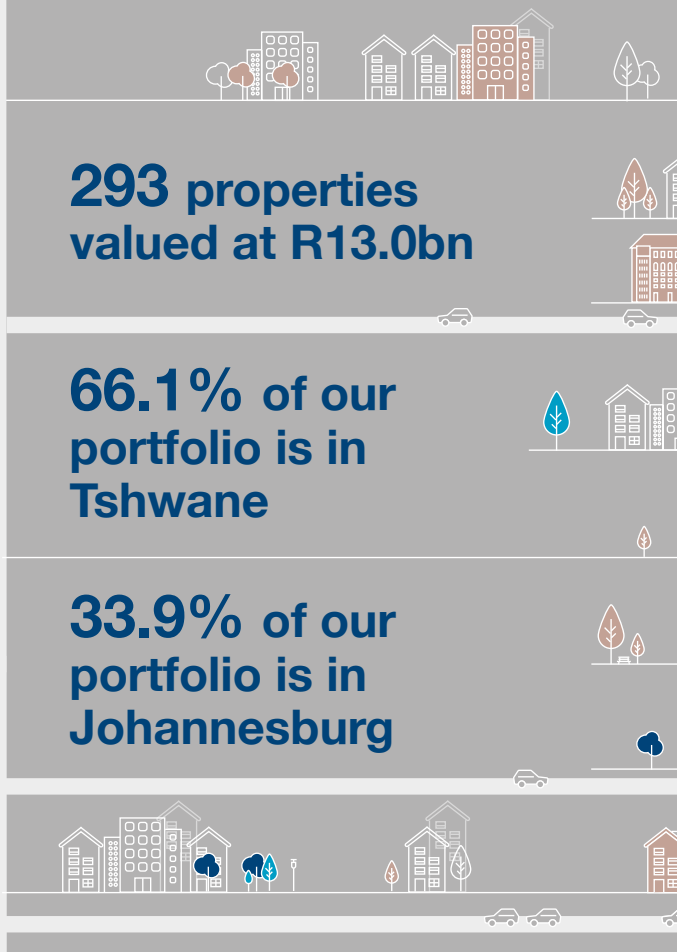 293 properties
valued at R13.0bn
66.1% of our
portfolio is in
Tshwane
33.9% of our
portfolio is in
Johannesburg